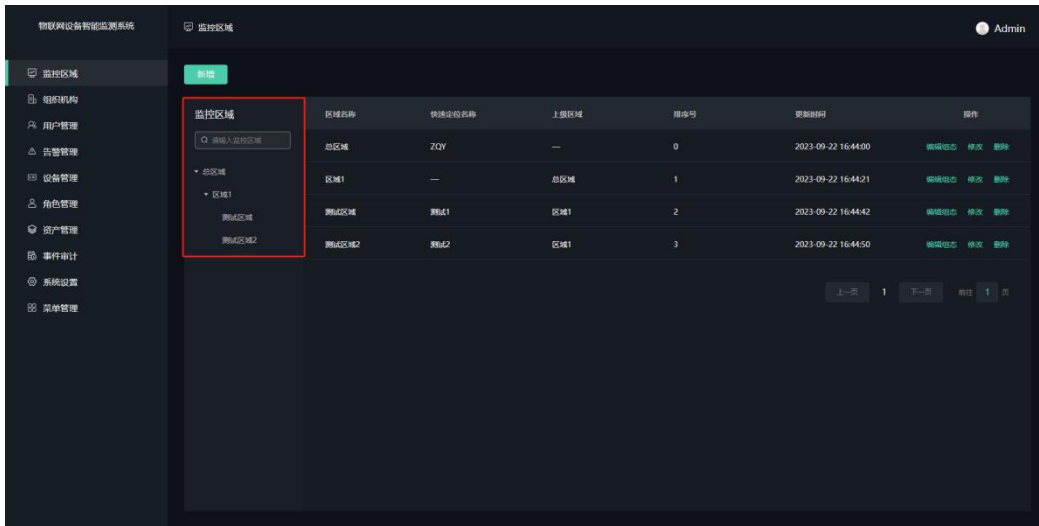 物联网设备智能监测系统
监控区域
Admin
监控区域
组织机构
用户管理
告警管理
设备管理
角色管理
资产管理
事件审计
系统设置
菜单管理
新增
监控区域
请输入监控区域
总区域
区域1
测试区域
测试区域2
区域名称 快速定位名称 上级区域 排序号 更新时间 操作
总区域 ZQY — 0 2023-09-22 16:44:00 编辑组态 修改 删除
区域1 — 总区域 1 2023-09-22 16:44:21 编辑组态 修改 删除
测试区域 测试1 区域1 2 2023-09-22 16:44:42 编辑组态 修改 删除
测试区域2 测试2 区域1 3 2023-09-22 16:44:50 编辑组态 修改 删除
上一页 1 下一页 前往 1 页